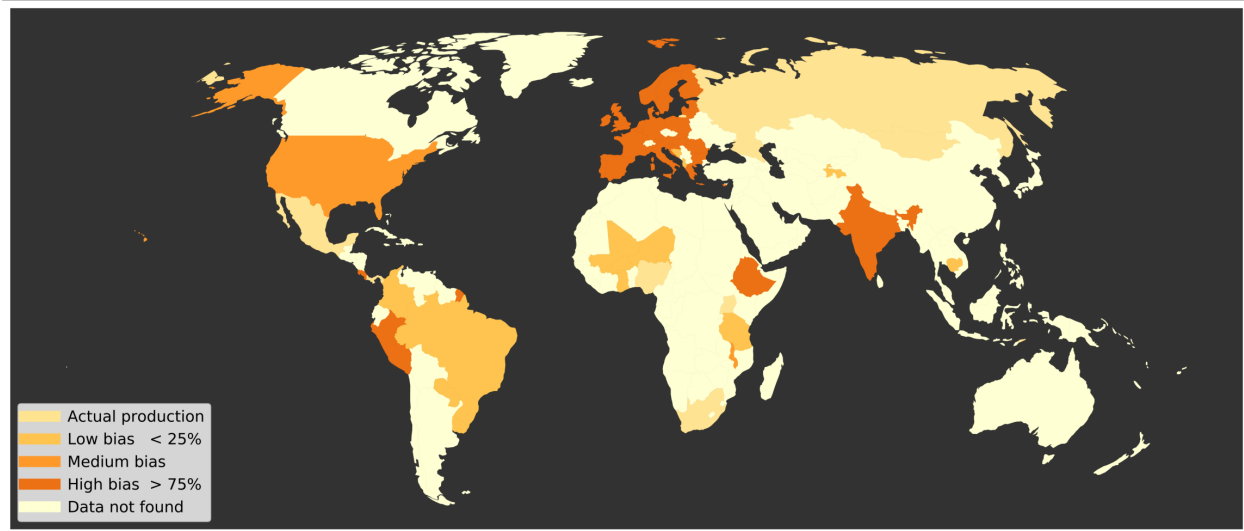 Actual production
Low bias < 25%
Medium bias
High bias > 75%
Data not found